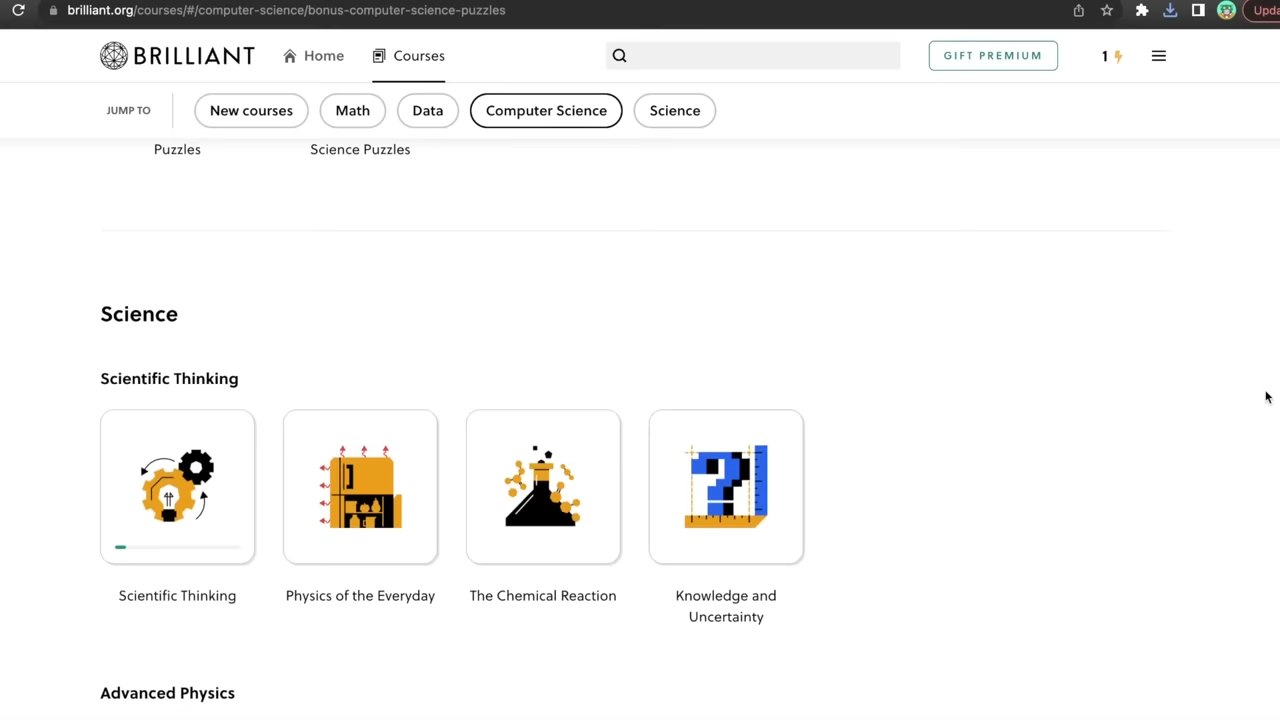 brilliant.org/courses/#/computer-science/bonus-computer-science-puzzles
BRILLIANT Home Courses GIFT PREMIUM 1
JUMP TO New courses Math Data Computer Science Science
Puzzles Science Puzzles
Science
Scientific Thinking
Scientific Thinking Physics of the Everyday The Chemical Reaction Knowledge and
Uncertainty
Advanced Physics